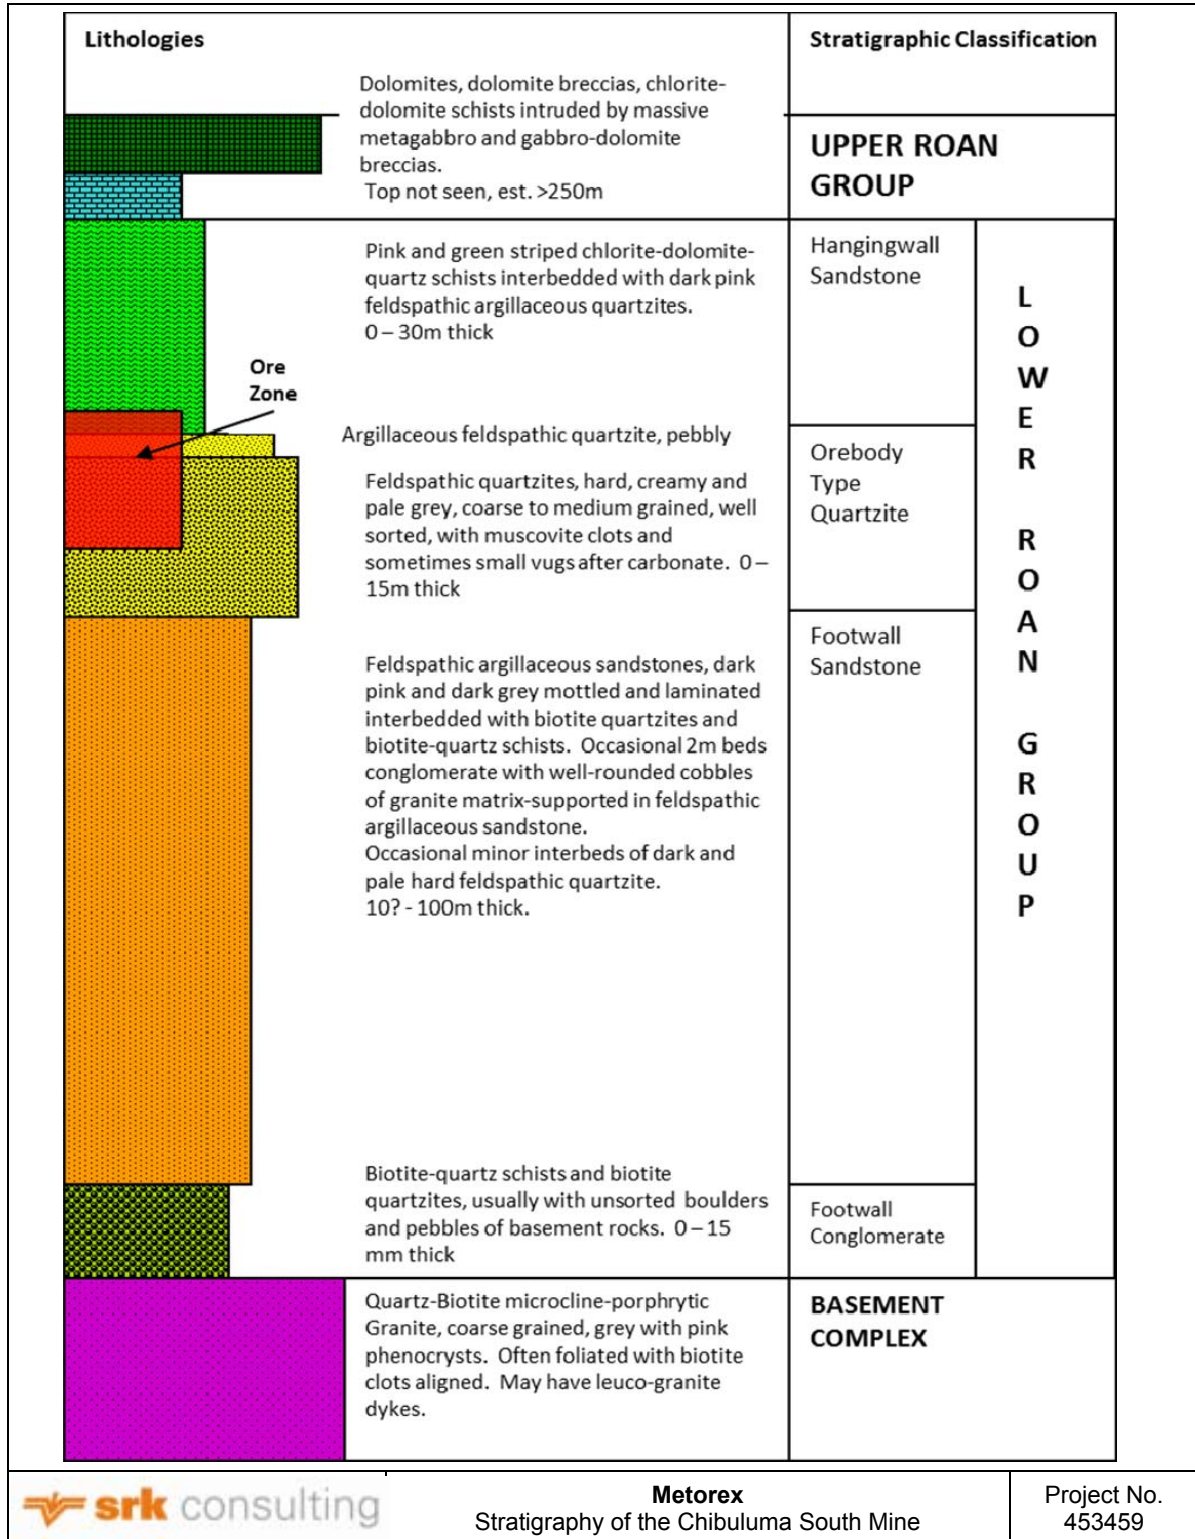 Lithologies
Stratigraphic Classification
Dolomites, dolomite breccias, chlorite-
dolomite schists intruded by massive
metagabbro and gabbro-dolomite
breccias.
Top not seen, est. >250m
UPPER ROAN
GROUP
Pink and green striped chlorite-dolomite-
quartz schists interbedded with dark pink
feldspathic argillaceous quartzites.
0 – 30m thick
Hangingwall
Sandstone
Ore
Zone
Argillaceous feldspathic quartzite, pebbly
Feldspathic quartzites, hard, creamy and
pale grey, coarse to medium grained, well
sorted, with muscovite clots and
sometimes small vugs after carbonate. 0 –
15m thick
Orebody
Type
Quartzite
Feldspathic argillaceous sandstones, dark
pink and dark grey mottled and laminated
interbedded with biotite quartzites and
biotite-quartz schists. Occasional 2m beds
conglomerate with well-rounded cobbles
of granite matrix-supported in feldspathic
argillaceous sandstone.
Occasional minor interbeds of dark and
pale hard feldspathic quartzite.
10? - 100m thick.
Footwall
Sandstone
Biotite-quartz schists and biotite
quartzites, usually with unsorted boulders
and pebbles of basement rocks. 0 – 15
mm thick
Footwall
Conglomerate
LOWER ROAN GROUP
Quartz-Biotite microcline-porphrytic
Granite, coarse grained, grey with pink
phenocrysts. Often foliated with biotite
clots aligned. May have leuco-granite
dykes.
BASEMENT
COMPLEX
srk consulting
Metorex
Stratigraphy of the Chibuluma South Mine
Project No.
453459